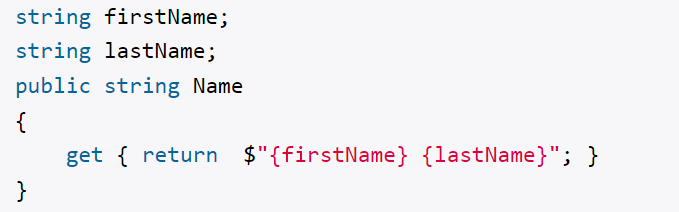 string firstName;
string lastName;
public string Name
{
    get { return  $"{firstName} {lastName}"; }
}